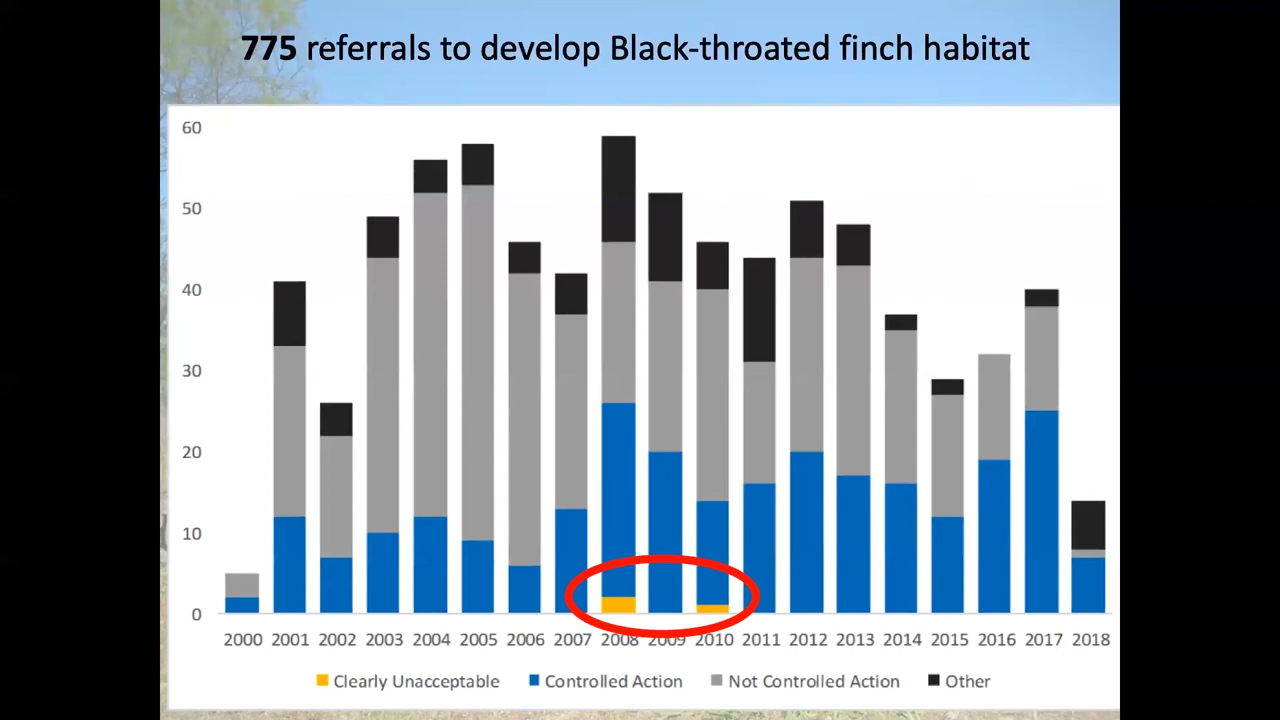 775 referrals to develop Black-throated finch habitat
60
50
40
30
20
10
0
2000 2001 2002 2003 2004 2005 2006 2007 2008 2009 2010 2011 2012 2013 2014 2015 2016 2017 2018
Clearly Unacceptable Controlled Action Not Controlled Action Other